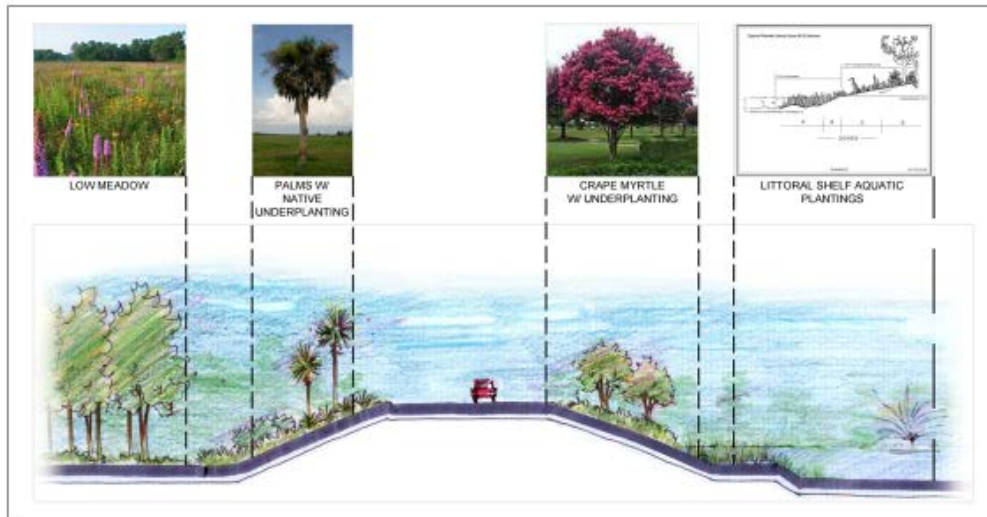 LOW MEADOW
PALMS W/
NATIVE
UNDERPLANTING
CRAPE MYRTLE
W/ UNDERPLANTING
LITTORAL SHELF AQUATIC
PLANTINGS